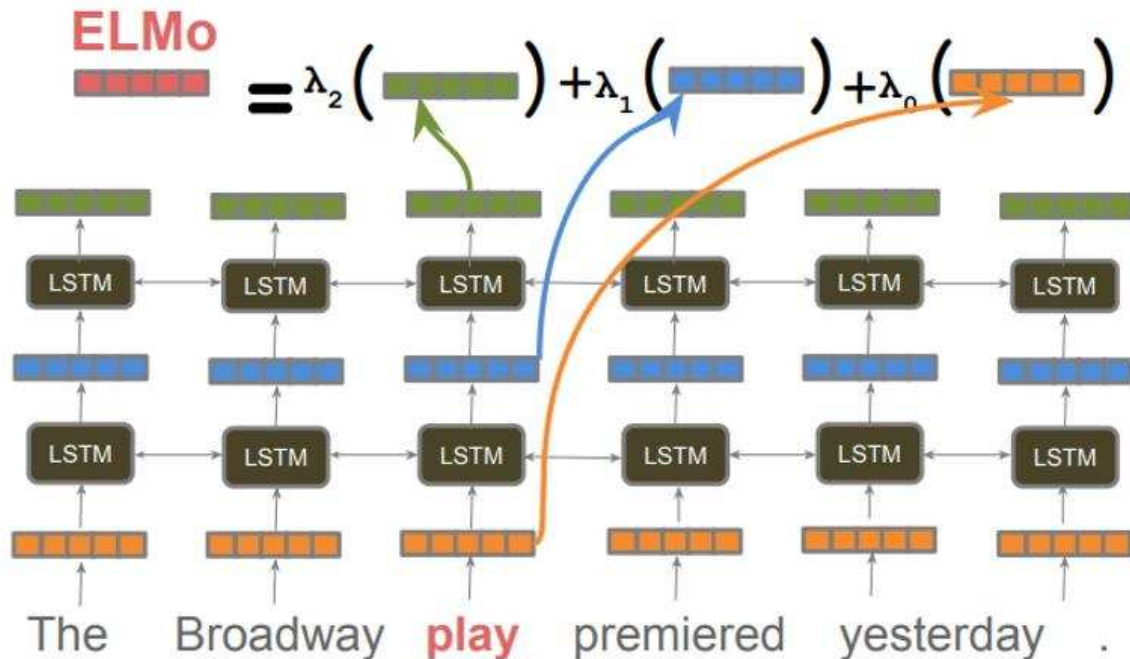 ELMo
= λ₂( ) + λ₁( ) + λ₀( )
LSTM LSTM LSTM LSTM LSTM LSTM
LSTM LSTM LSTM LSTM LSTM LSTM
The Broadway play premiered yesterday .